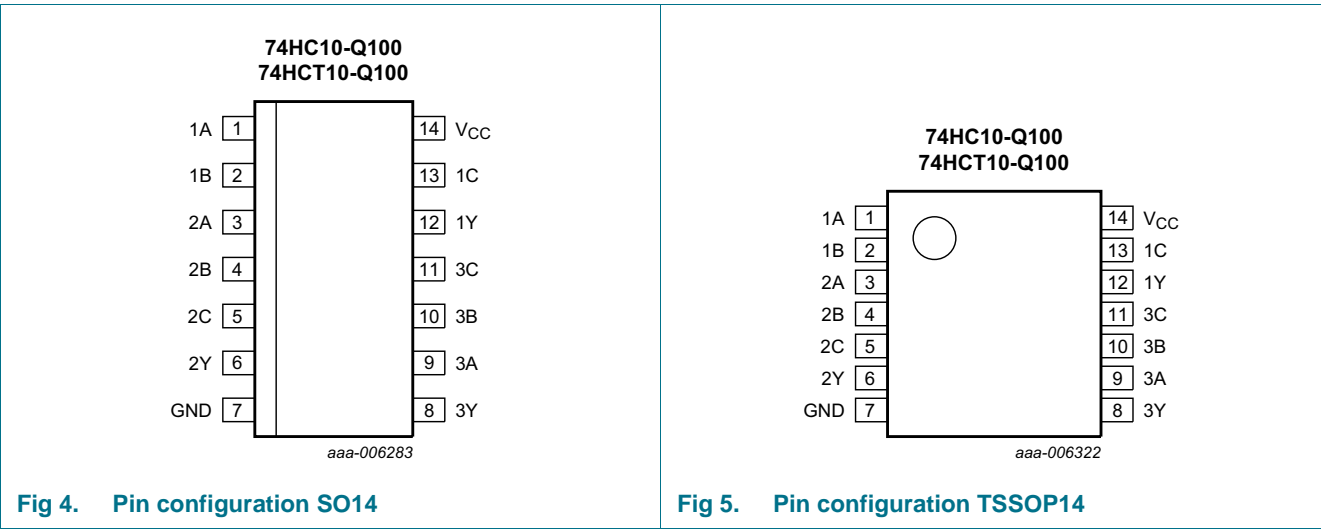 74HC10-Q100
74HCT10-Q100
1A 1 14 VCC
1B 2 13 1C
2A 3 12 1Y
2B 4 11 3C
2C 5 10 3B
2Y 6 9 3A
GND 7 8 3Y
aaa-006283
Fig 4. Pin configuration SO14
74HC10-Q100
74HCT10-Q100
1A 1 14 VCC
1B 2 13 1C
2A 3 12 1Y
2B 4 11 3C
2C 5 10 3B
2Y 6 9 3A
GND 7 8 3Y
aaa-006322
Fig 5. Pin configuration TSSOP14